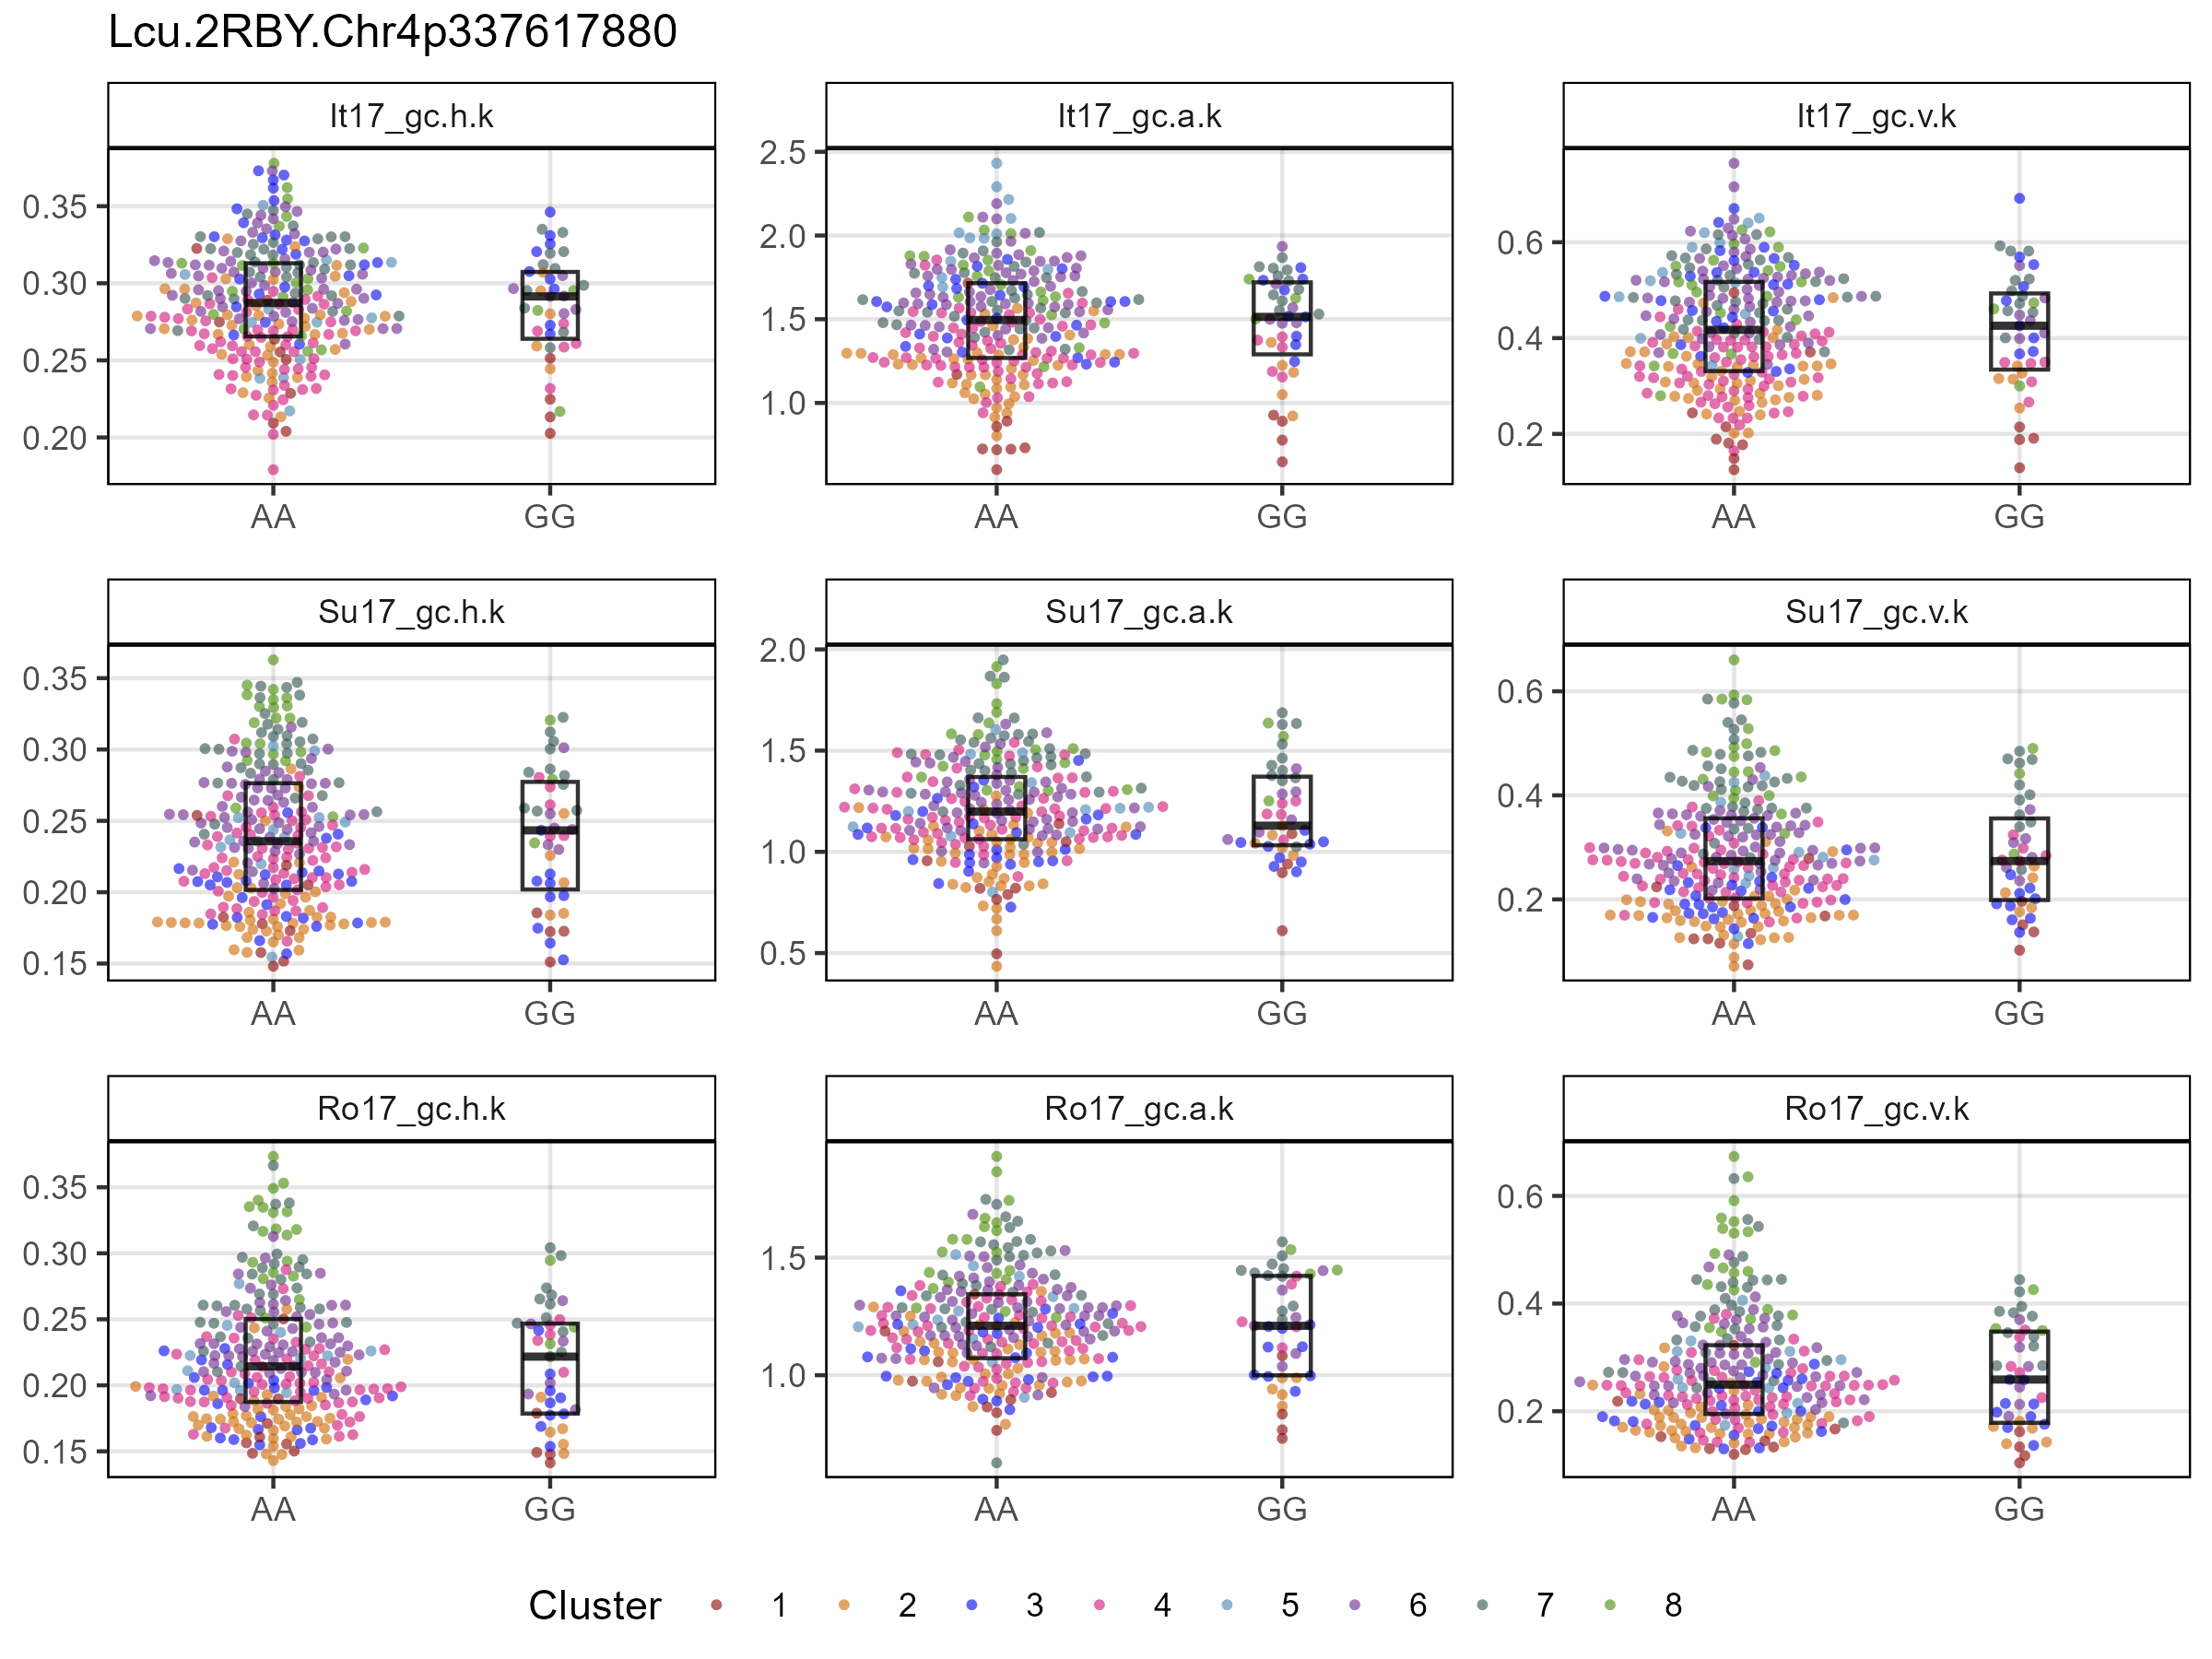 Lcu.2RBY.Chr4p337617880
It17_gc.h.k It17_gc.a.k It17_gc.v.k
2.5
0.35 2.0 0.6
0.30 1.5 0.4
0.25 1.0 0.2
0.20
AA GG AA GG AA GG
Su17_gc.h.k Su17_gc.a.k Su17_gc.v.k
0.35 2.0 0.6
0.30 1.5 0.4
0.25 1.0 0.2
0.20 0.5
0.15
AA GG AA GG AA GG
Ro17_gc.h.k Ro17_gc.a.k Ro17_gc.v.k
0.35 1.5 0.6
0.30 1.0 0.4
0.25 0.2
0.20
0.15
AA GG AA GG AA GG
Cluster 1 2 3 4 5 6 7 8